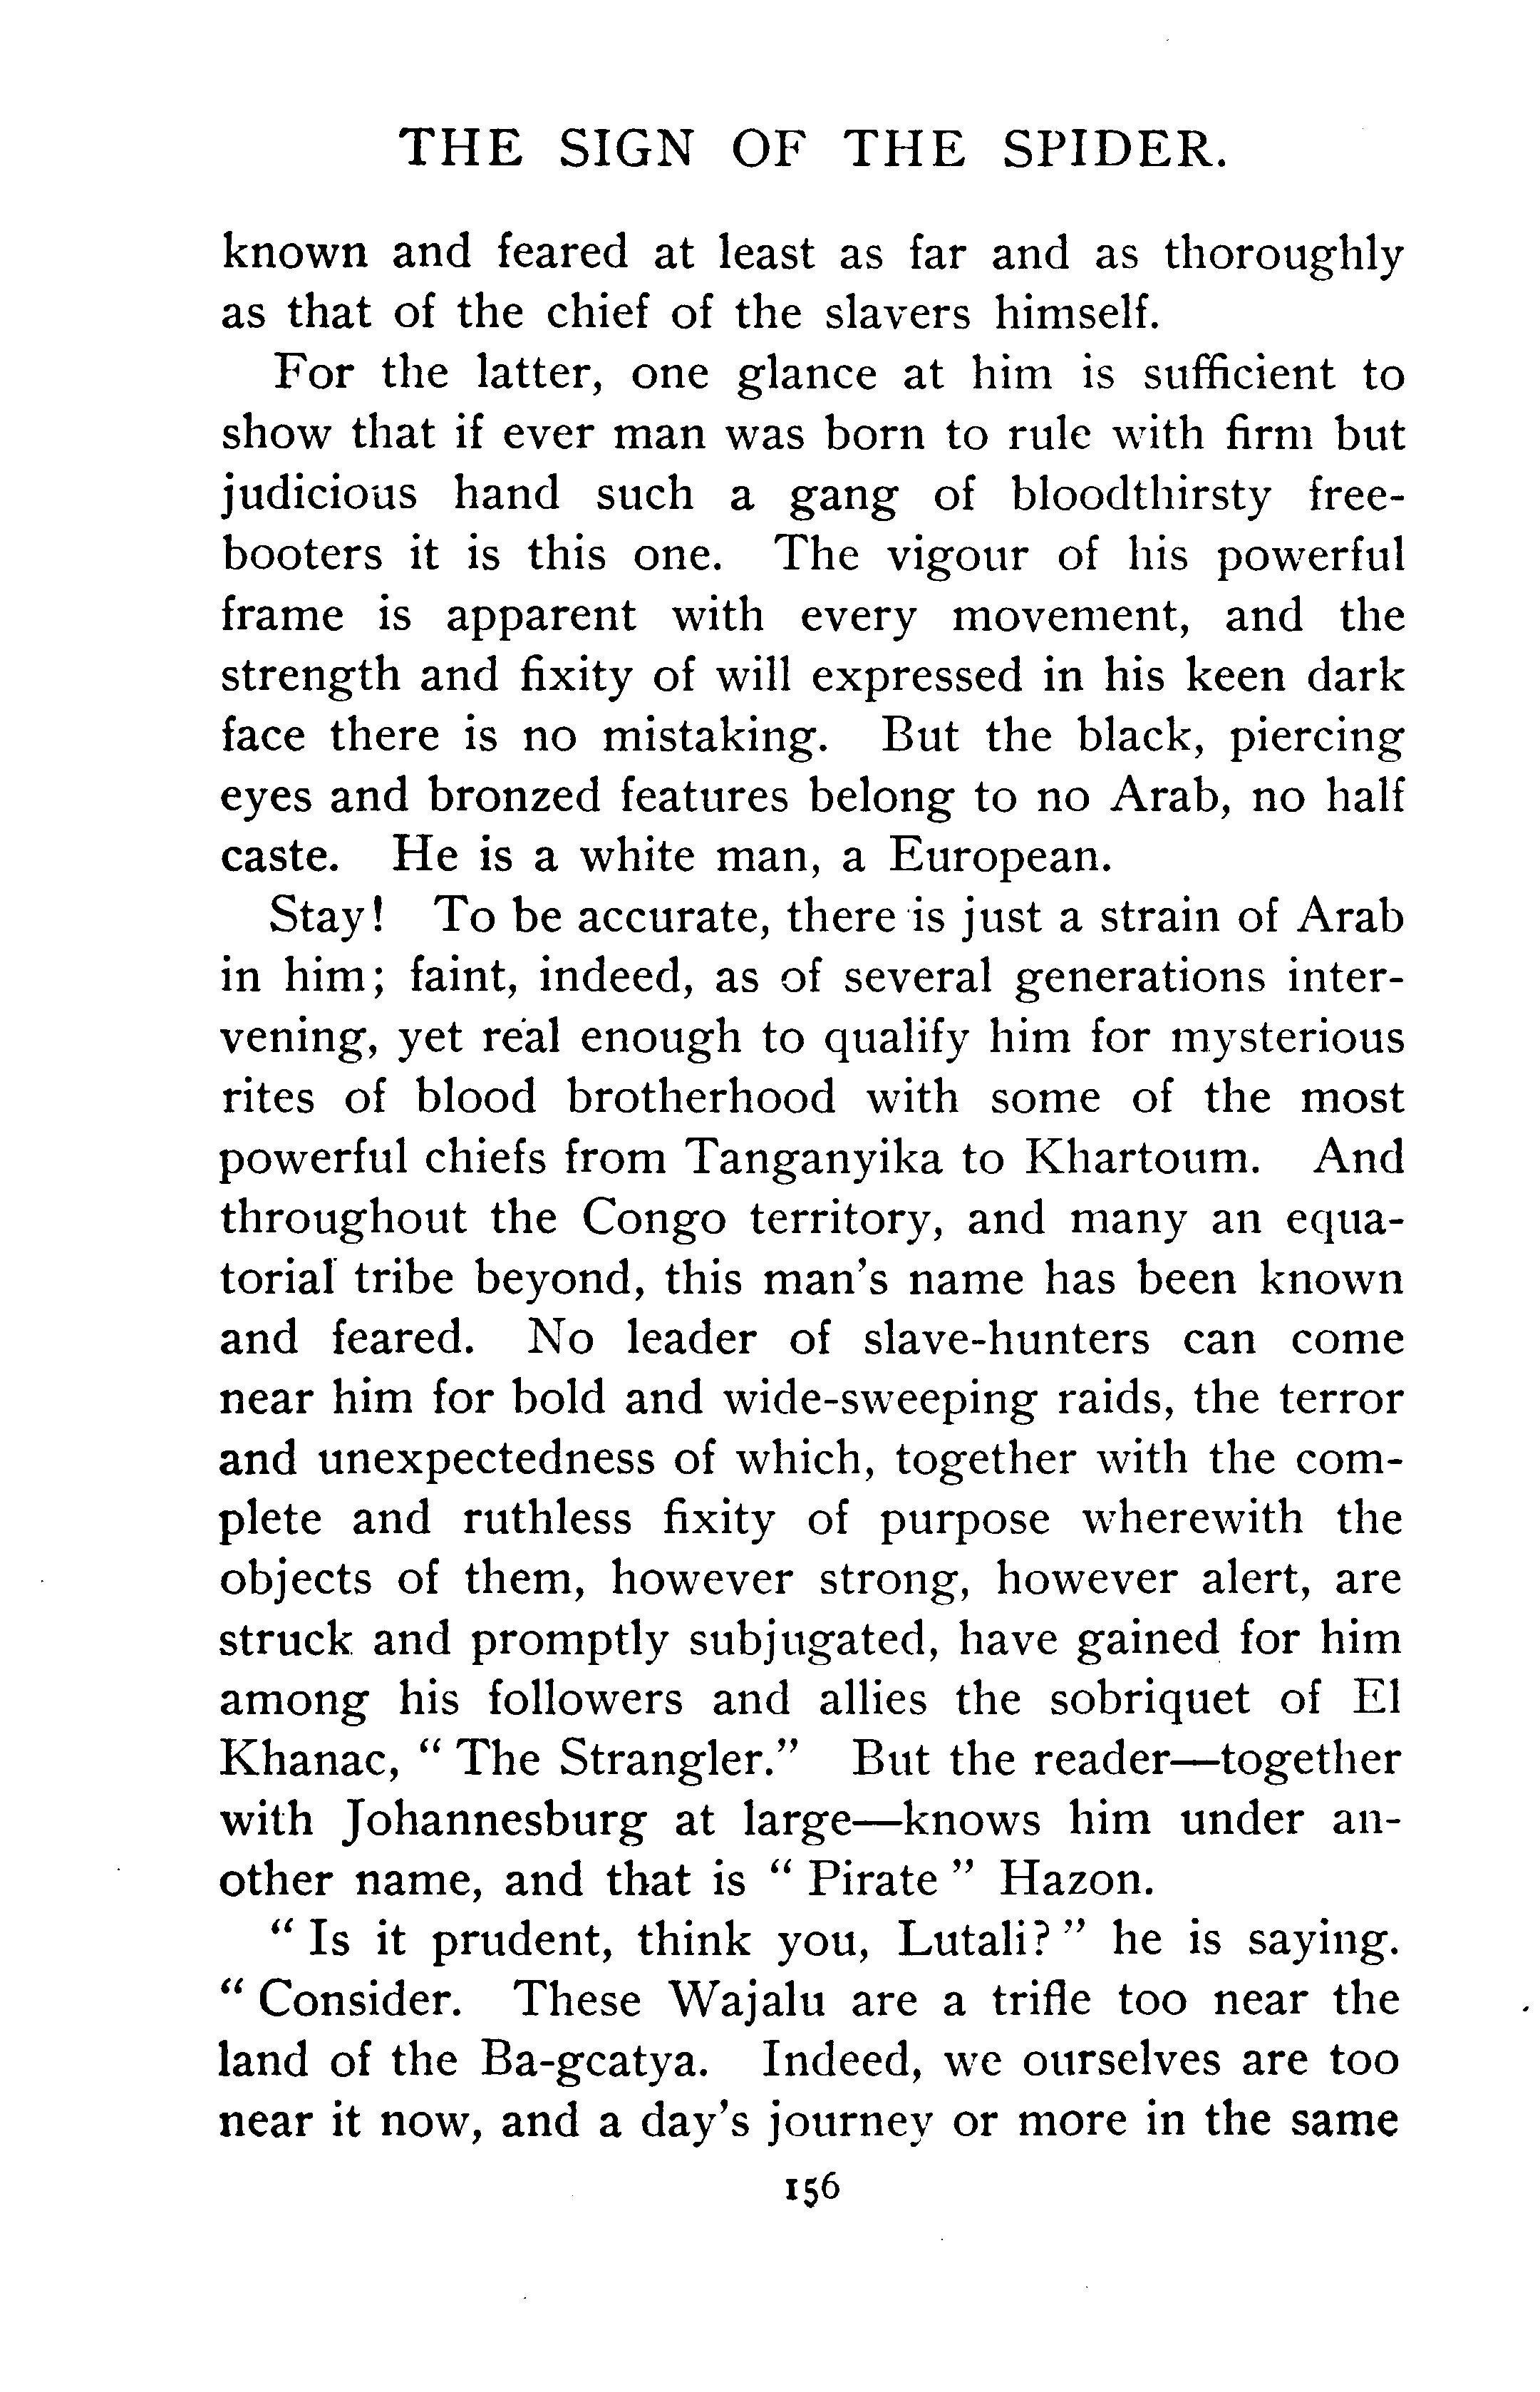 THE SIGN OF THE SPIDER.
known and feared at least as far and as thoroughly
as that of the chief of the slavers himself.
For the latter, one glance at him is sufficient to
show that if ever man was born to rule with firm but
judicious hand such a gang of bloodthirsty free-
booters it is this one. The vigour of his powerful
frame is apparent with every movement, and the
strength and fixity of will expressed in his keen dark
face there is no mistaking. But the black, piercing
eyes and bronzed features belong to no Arab, no half
caste. He is a white man, a European.
Stay! To be accurate, there is just a strain of Arab
in him; faint, indeed, as of several generations inter-
vening, yet real enough to qualify him for mysterious
rites of blood brotherhood with some of the most
powerful chiefs from Tanganyika to Khartoum. And
throughout the Congo territory, and many an equa-
torial tribe beyond, this man's name has been known
and feared. No leader of slave-hunters can come
near him for bold and wide-sweeping raids, the terror
and unexpectedness of which, together with the com-
plete and ruthless fixity of purpose wherewith the
objects of them, however strong, however alert, are
struck and promptly subjugated, have gained for him
among his followers and allies the sobriquet of El
Khanac, "The Strangler." But the reader—together
with Johannesburg at large—knows him under an-
other name, and that is "Pirate" Hazon.
"Is it prudent, think you, Lutali?" he is saying.
"Consider. These Wajalu are a trifle too near the
land of the Ba-gcatya. Indeed, we ourselves are too
near it now, and a day's journey or more in the same
156